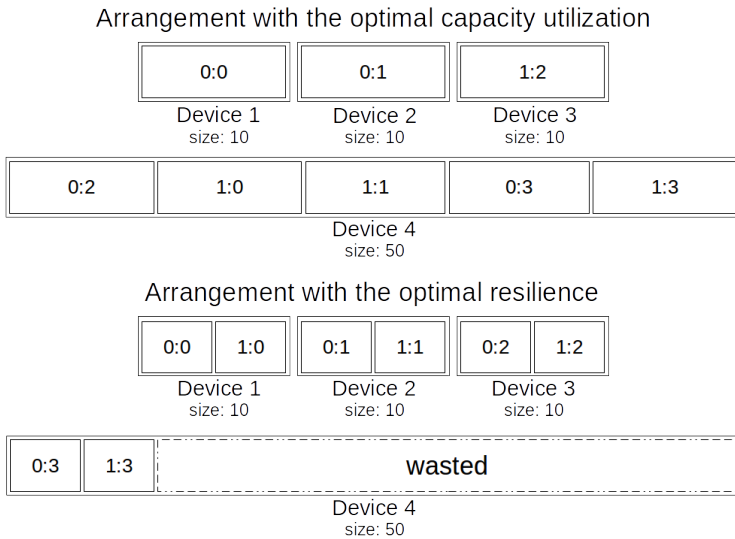 Arrangement with the optimal capacity utilization
0:0 0:1 1:2
Device 1 Device 2 Device 3
size: 10 size: 10 size: 10
0:2 1:0 1:1 0:3 1:3
Device 4
size: 50
Arrangement with the optimal resilience
0:0 1:0 0:1 1:1 0:2 1:2
Device 1 Device 2 Device 3
size: 10 size: 10 size: 10
0:3 1:3 wasted
Device 4
size: 50